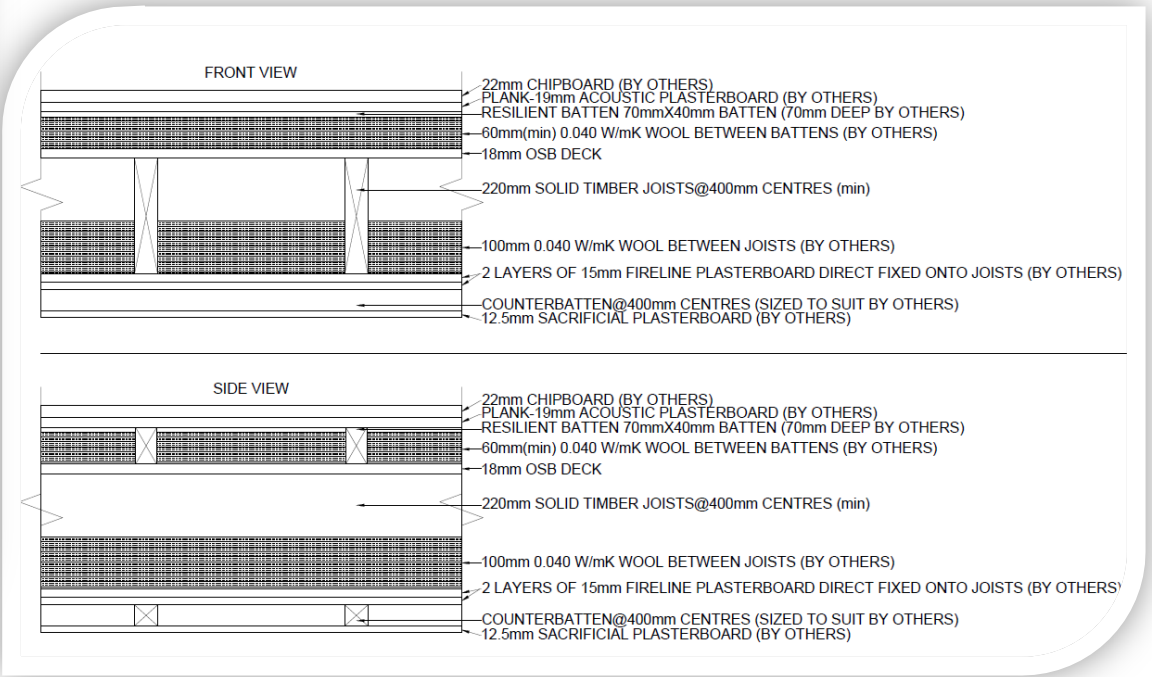 FRONT VIEW
22mm CHIPBOARD (BY OTHERS)
PLANK-19mm ACOUSTIC PLASTERBOARD (BY OTHERS)
RESILIENT BATTEN 70mmX40mm BATTEN (70mm DEEP BY OTHERS)
60mm(min) 0.040 W/mK WOOL BETWEEN BATTENS (BY OTHERS)
18mm OSB DECK
220mm SOLID TIMBER JOISTS@400mm CENTRES (min)
100mm 0.040 W/mK WOOL BETWEEN JOISTS (BY OTHERS)
2 LAYERS OF 15mm FIRELINE PLASTERBOARD DIRECT FIXED ONTO JOISTS (BY OTHERS)
COUNTERBATTEN@400mm CENTRES (SIZED TO SUIT BY OTHERS)
12.5mm SACRIFICIAL PLASTERBOARD (BY OTHERS)
SIDE VIEW
22mm CHIPBOARD (BY OTHERS)
PLANK-19mm ACOUSTIC PLASTERBOARD (BY OTHERS)
RESILIENT BATTEN 70mmX40mm BATTEN (70mm DEEP BY OTHERS)
60mm(min) 0.040 W/mK WOOL BETWEEN BATTENS (BY OTHERS)
18mm OSB DECK
220mm SOLID TIMBER JOISTS@400mm CENTRES (min)
100mm 0.040 W/mK WOOL BETWEEN JOISTS (BY OTHERS)
2 LAYERS OF 15mm FIRELINE PLASTERBOARD DIRECT FIXED ONTO JOISTS (BY OTHERS)
COUNTERBATTEN@400mm CENTRES (SIZED TO SUIT BY OTHERS)
12.5mm SACRIFICIAL PLASTERBOARD (BY OTHERS)